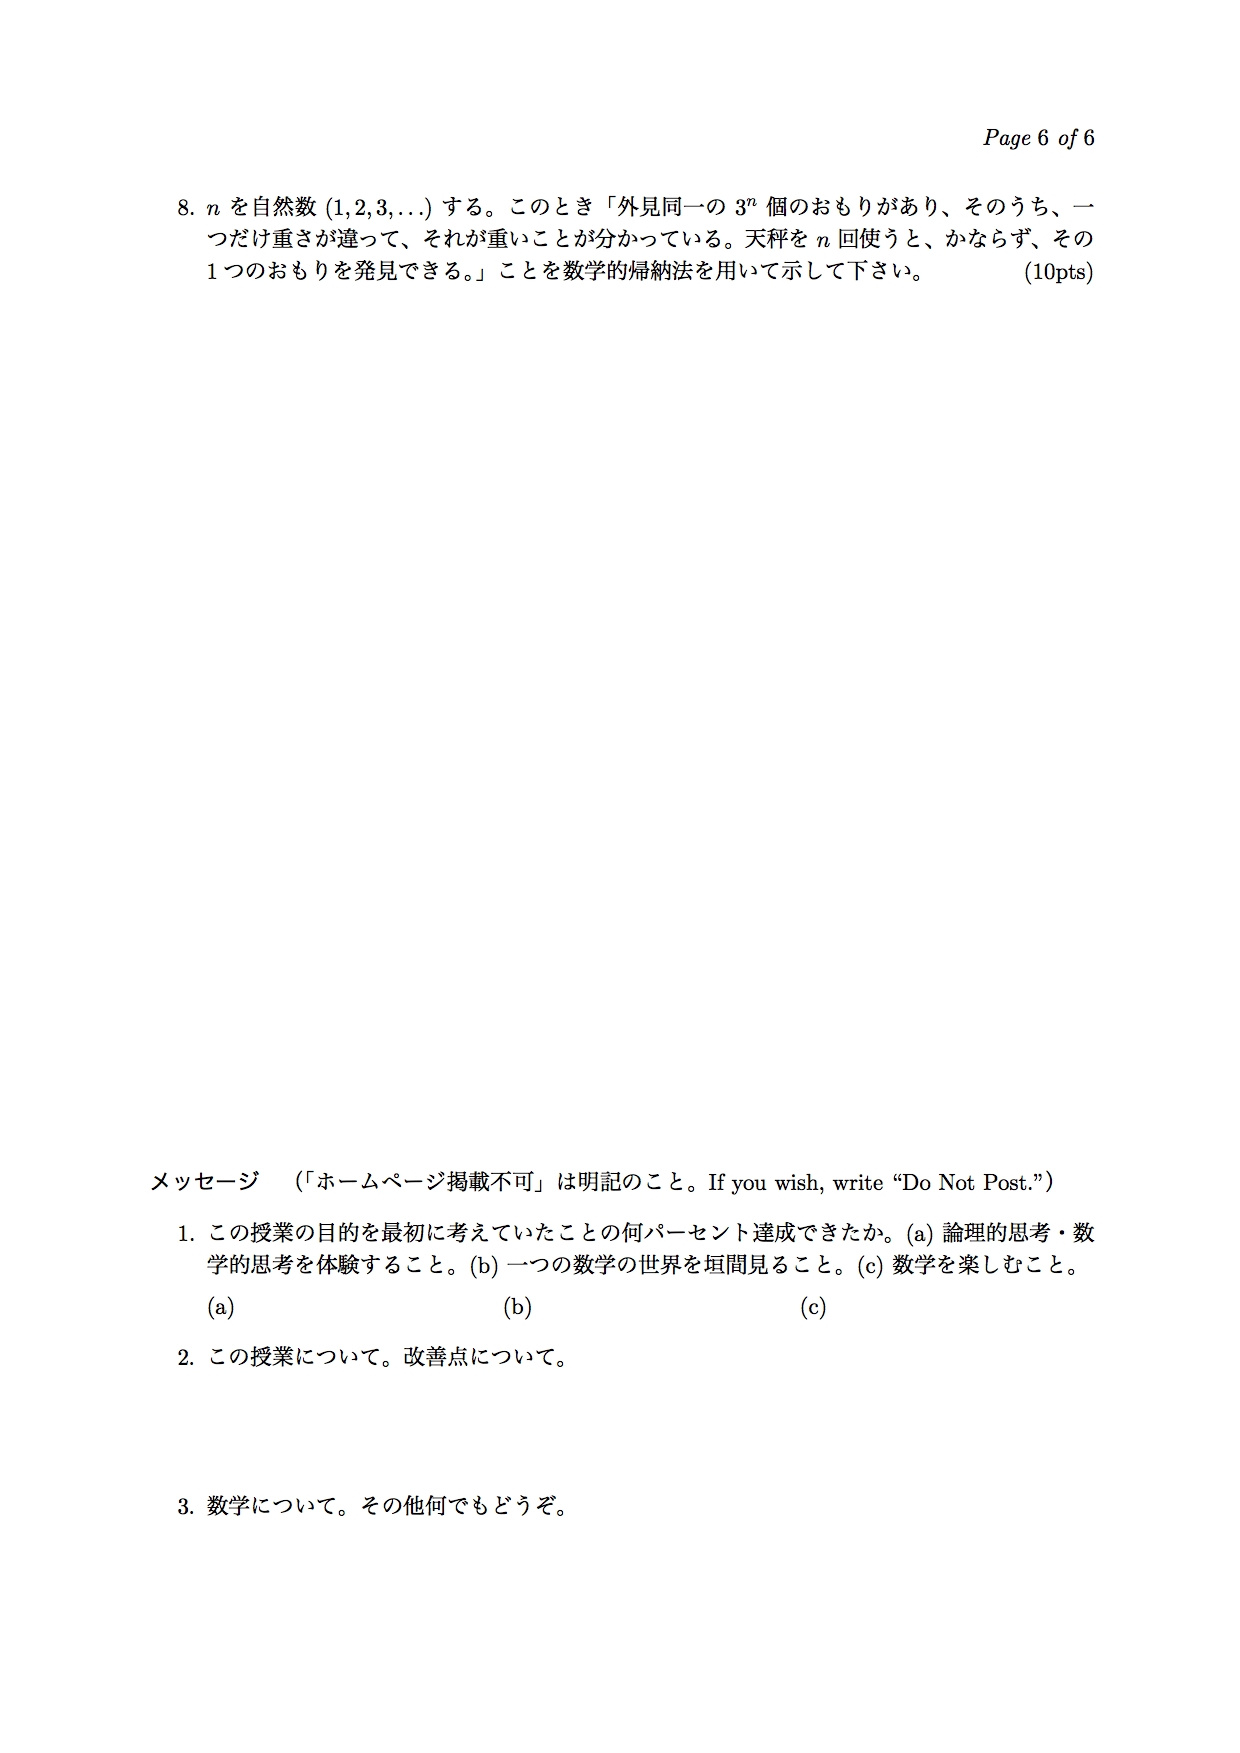 Page 6 of 6
8. n を自然数 (1, 2, 3, . . .) する。このとき「外見同一の 3ⁿ 個のおもりがあり、そのうち、一
つだけ重さが違って、それが重いことが分かっている。天秤を n 回使うと、かならず、その
1 つのおもりを発見できる。」ことを数学的帰納法を用いて示して下さい。 (10pts)
メッセージ （「ホームページ掲載不可」は明記のこと。If you wish, write “Do Not Post.”）
1. この授業の目的を最初に考えていたことの何パーセント達成できたか。(a) 論理的思考・数
学的思考を体験すること。(b) 一つの数学の世界を垣間見ること。(c) 数学を楽しむこと。
(a) (b) (c)
2. この授業について。改善点について。
3. 数学について。その他何でもどうぞ。